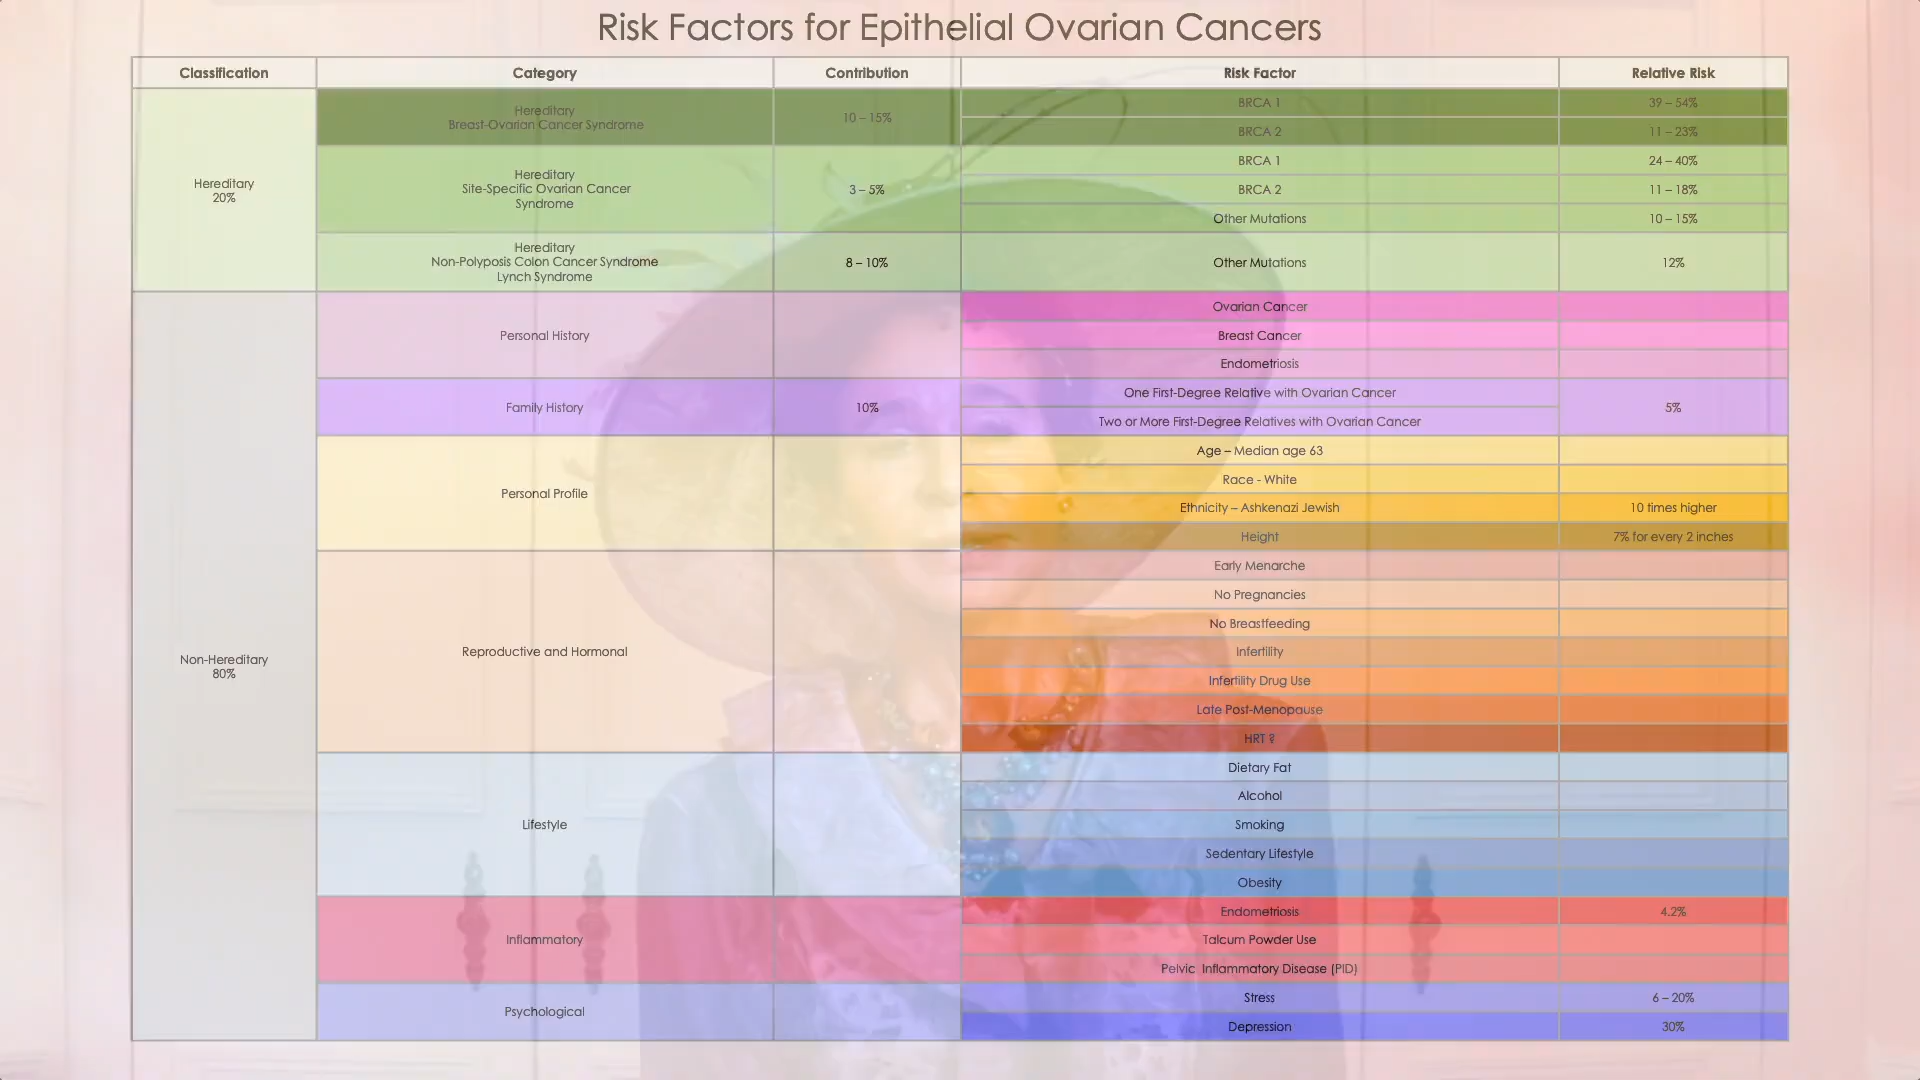 Risk Factors for Epithelial Ovarian Cancers
Classification Category Contribution Risk Factor Relative Risk
Hereditary
20%
Hereditary
Breast-Ovarian Cancer Syndrome
10 – 15%
BRCA 1 39 – 54%
BRCA 2 11 – 23%
Hereditary
Site-Specific Ovarian Cancer
Syndrome
3 – 5%
BRCA 1 24 – 40%
BRCA 2 11 – 18%
Other Mutations 10 – 15%
Hereditary
Non-Polyposis Colon Cancer Syndrome
Lynch Syndrome
8 – 10%
Other Mutations 12%
Non-Hereditary
80%
Personal History
Ovarian Cancer
Breast Cancer
Endometriosis
Family History 10%
One First-Degree Relative with Ovarian Cancer
Two or More First-Degree Relatives with Ovarian Cancer
5%
Personal Profile
Age – Median age 63
Race - White
Ethnicity – Ashkenazi Jewish 10 times higher
Height 7% for every 2 inches
Reproductive and Hormonal
Early Menarche
No Pregnancies
No Breastfeeding
Infertility
Infertility Drug Use
Late Post-Menopause
HRT ?
Lifestyle
Dietary Fat
Alcohol
Smoking
Sedentary Lifestyle
Obesity
Inflammatory
Endometriosis 4.2%
Talcum Powder Use
Pelvic Inflammatory Disease (PID)
Psychological
Stress 6 – 20%
Depression 30%